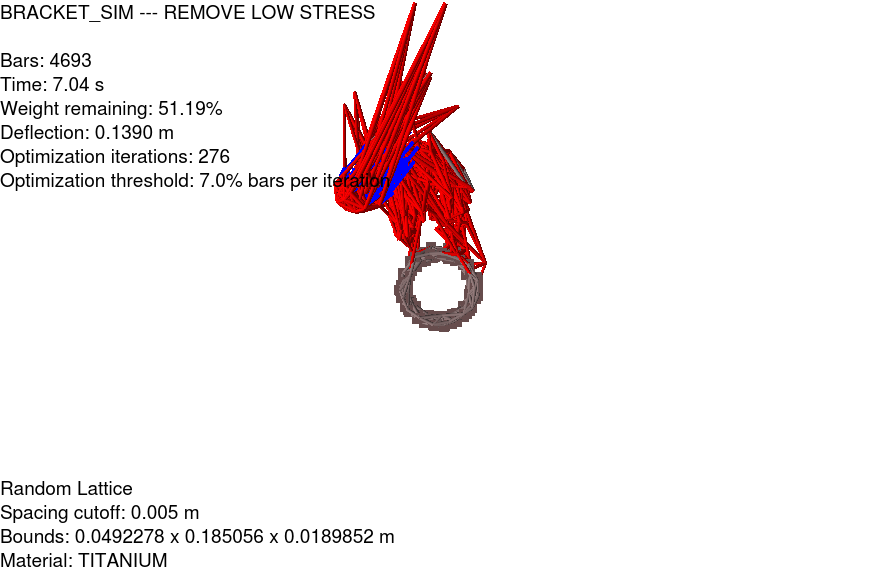 BRACKET_SIM --- REMOVE LOW STRESS
Bars: 4693
Time: 7.04 s
Weight remaining: 51.19%
Deflection: 0.1390 m
Optimization iterations: 276
Optimization threshold: 7.0% bars per iteration
Random Lattice
Spacing cutoff: 0.005 m
Bounds: 0.0492278 x 0.185056 x 0.0189852 m
Material: TITANIUM